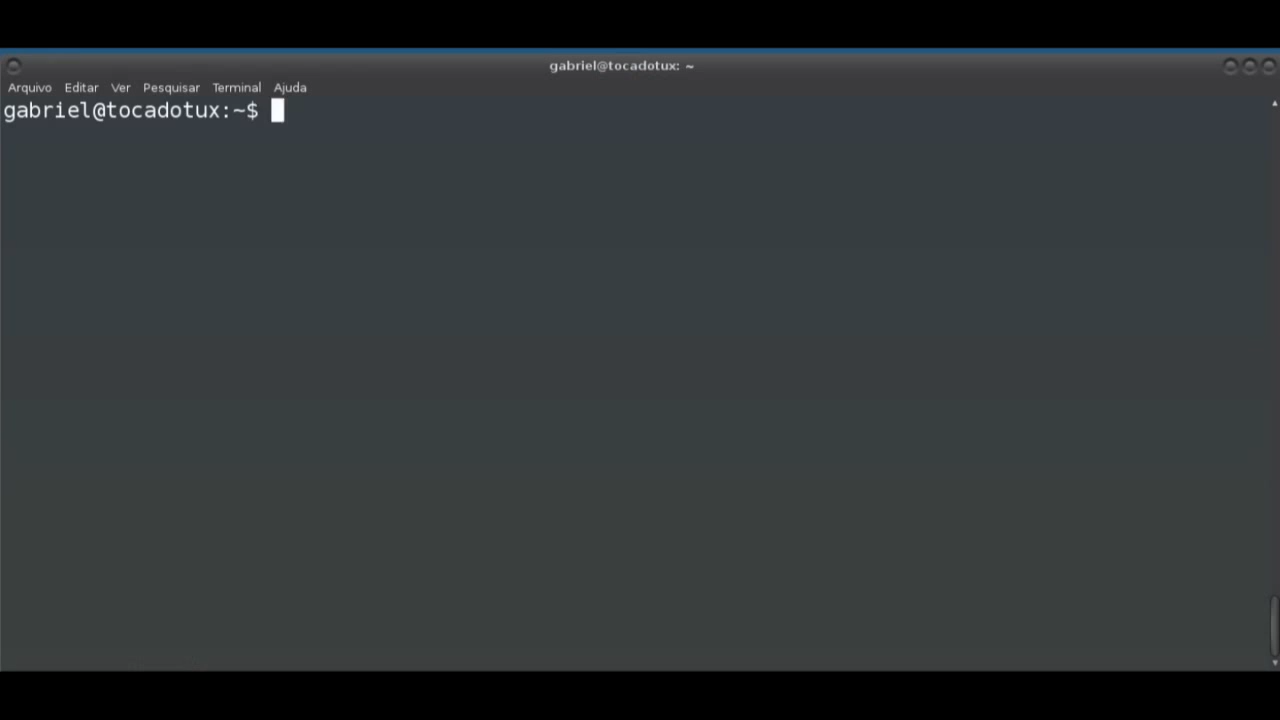 gabriel@tocadotux: ~
Arquivo Editar Ver Pesquisar Terminal Ajuda
gabriel@tocadotux:~$